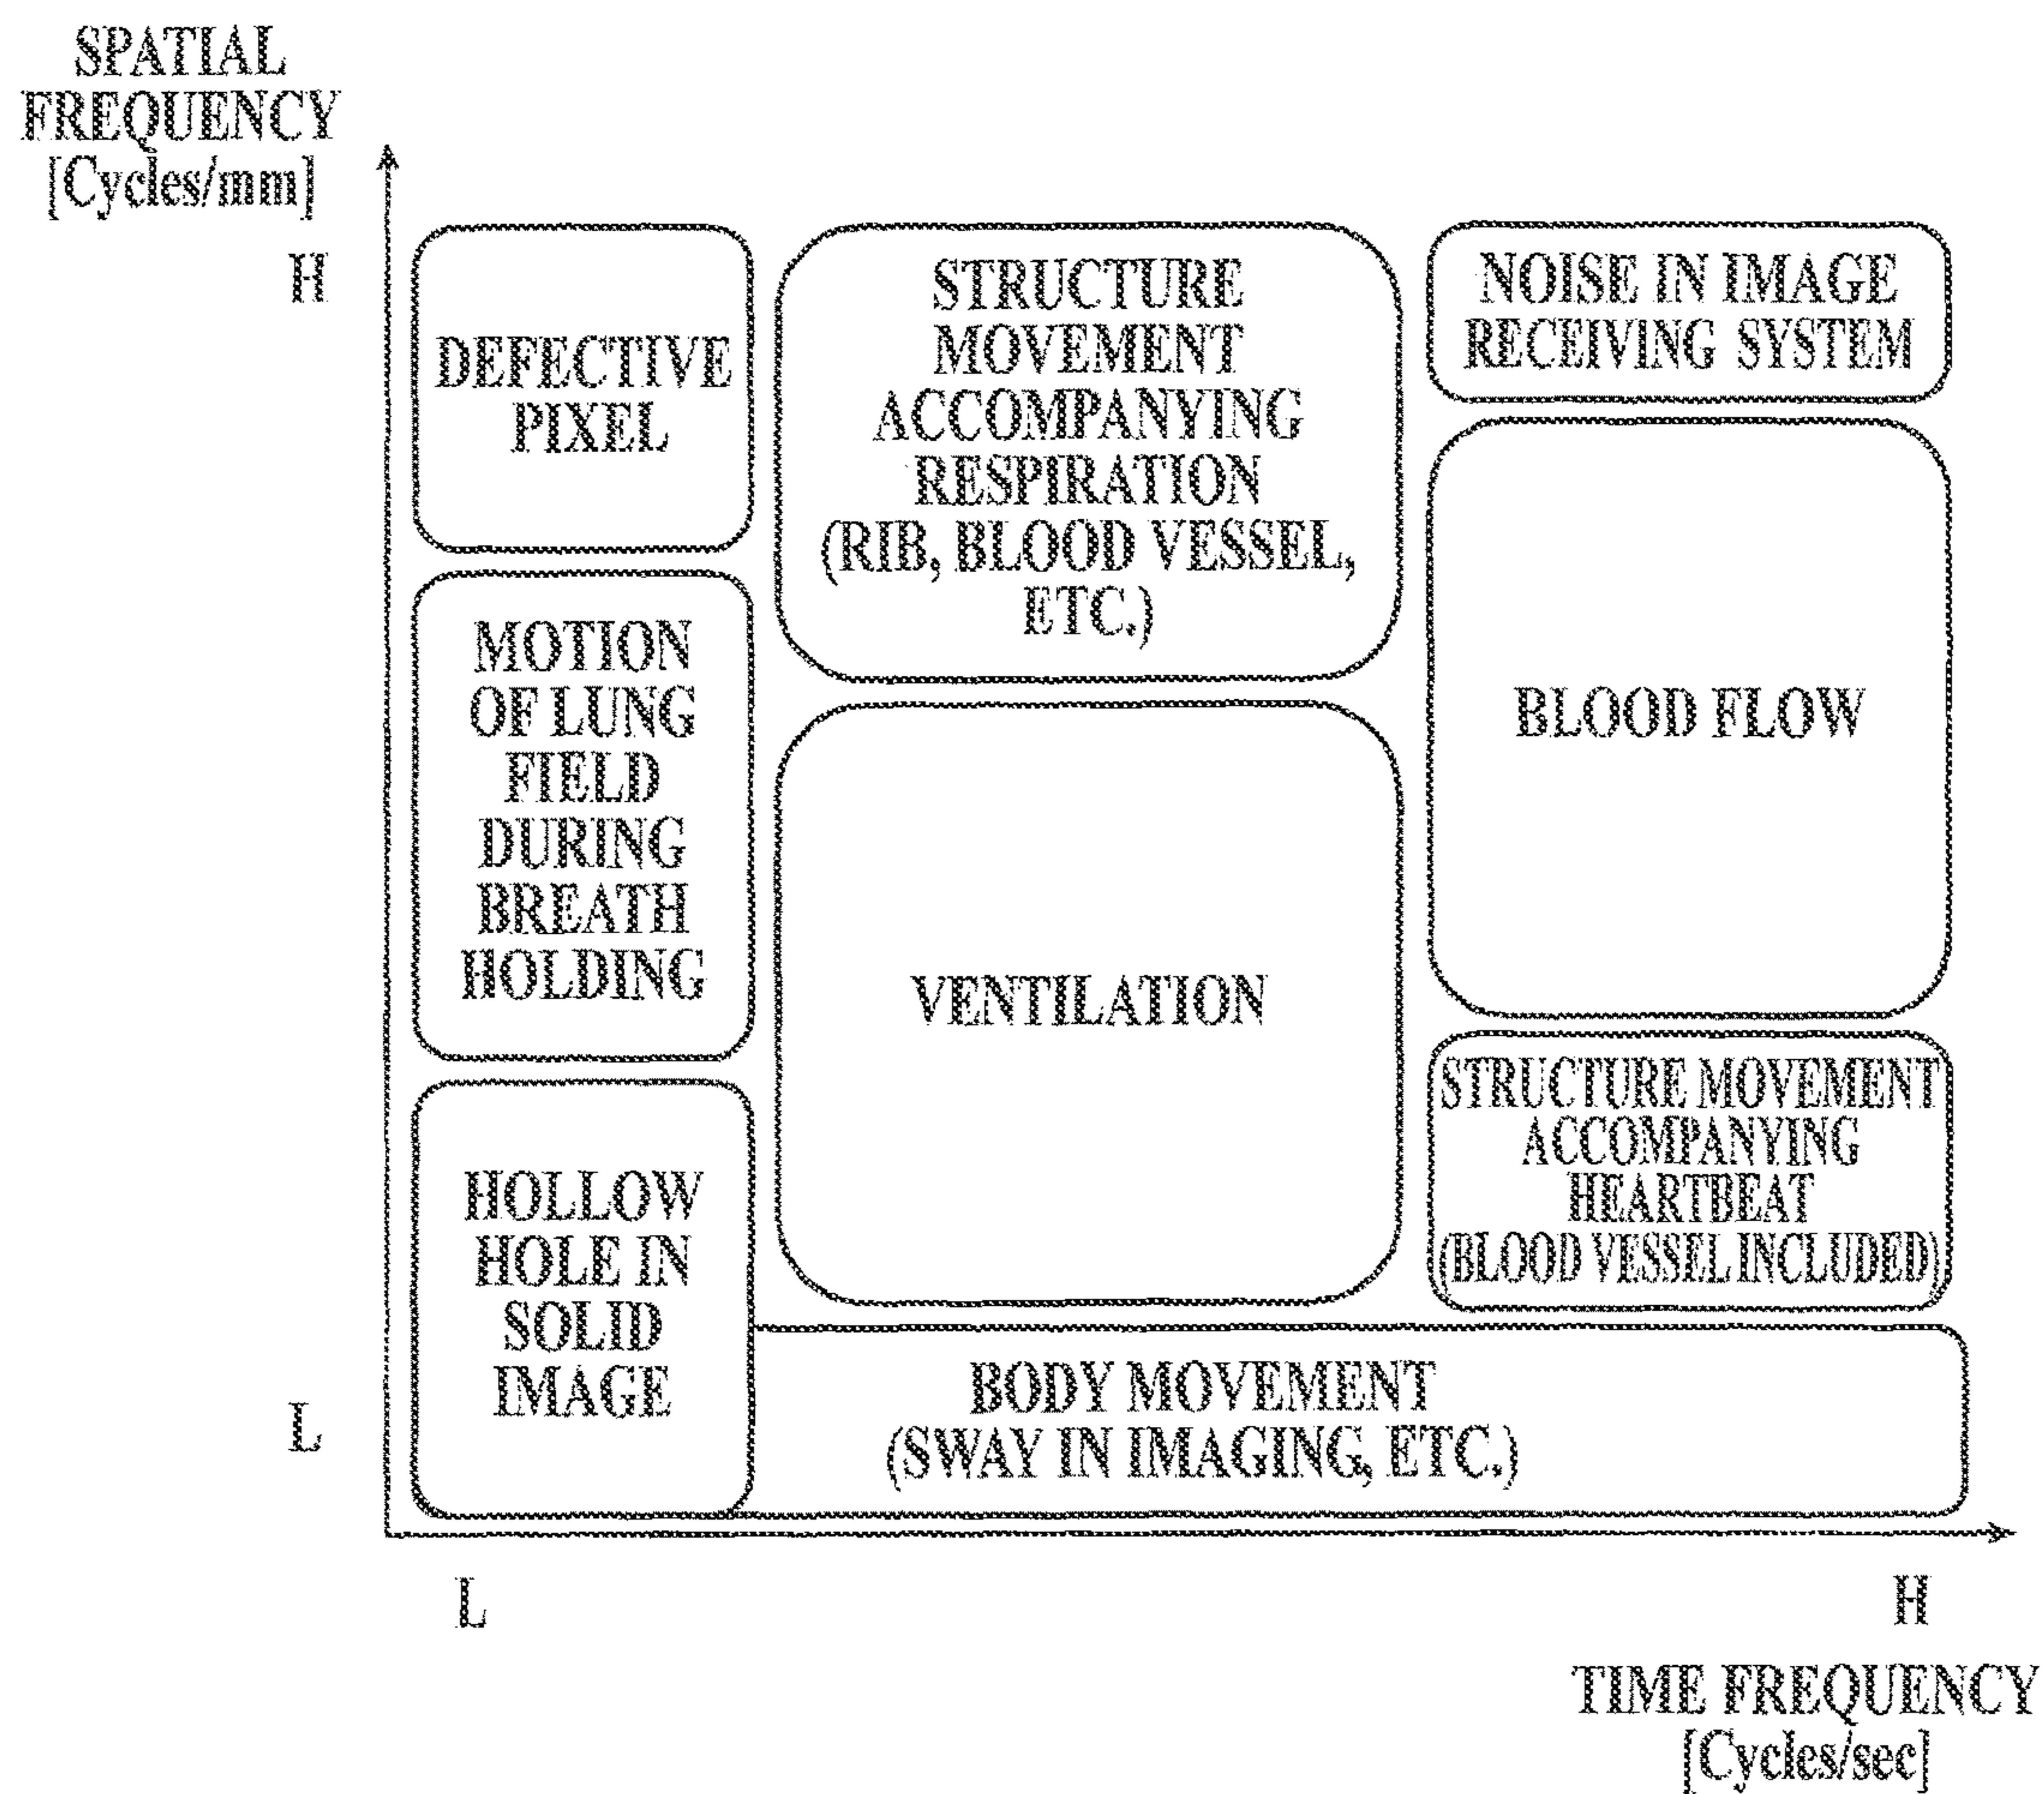 SPATIAL
FREQUENCY
[Cycles/mm]
H
DEFECTIVE
PIXEL
STRUCTURE
MOVEMENT
ACCOMPANYING
RESPIRATION
(RIB, BLOOD VESSEL,
ETC.)
NOISE IN IMAGE
RECEIVING SYSTEM
MOTION
OF LUNG
FIELD
DURING
BREATH
HOLDING
VENTILATION
BLOOD FLOW
HOLLOW
HOLE IN
SOLID
IMAGE
STRUCTURE MOVEMENT
ACCOMPANYING
HEARTBEAT
(BLOOD VESSEL INCLUDED)
BODY MOVEMENT
(SWAY IN IMAGING, ETC.)
L
L
H
TIME FREQUENCY
[Cycles/sec]